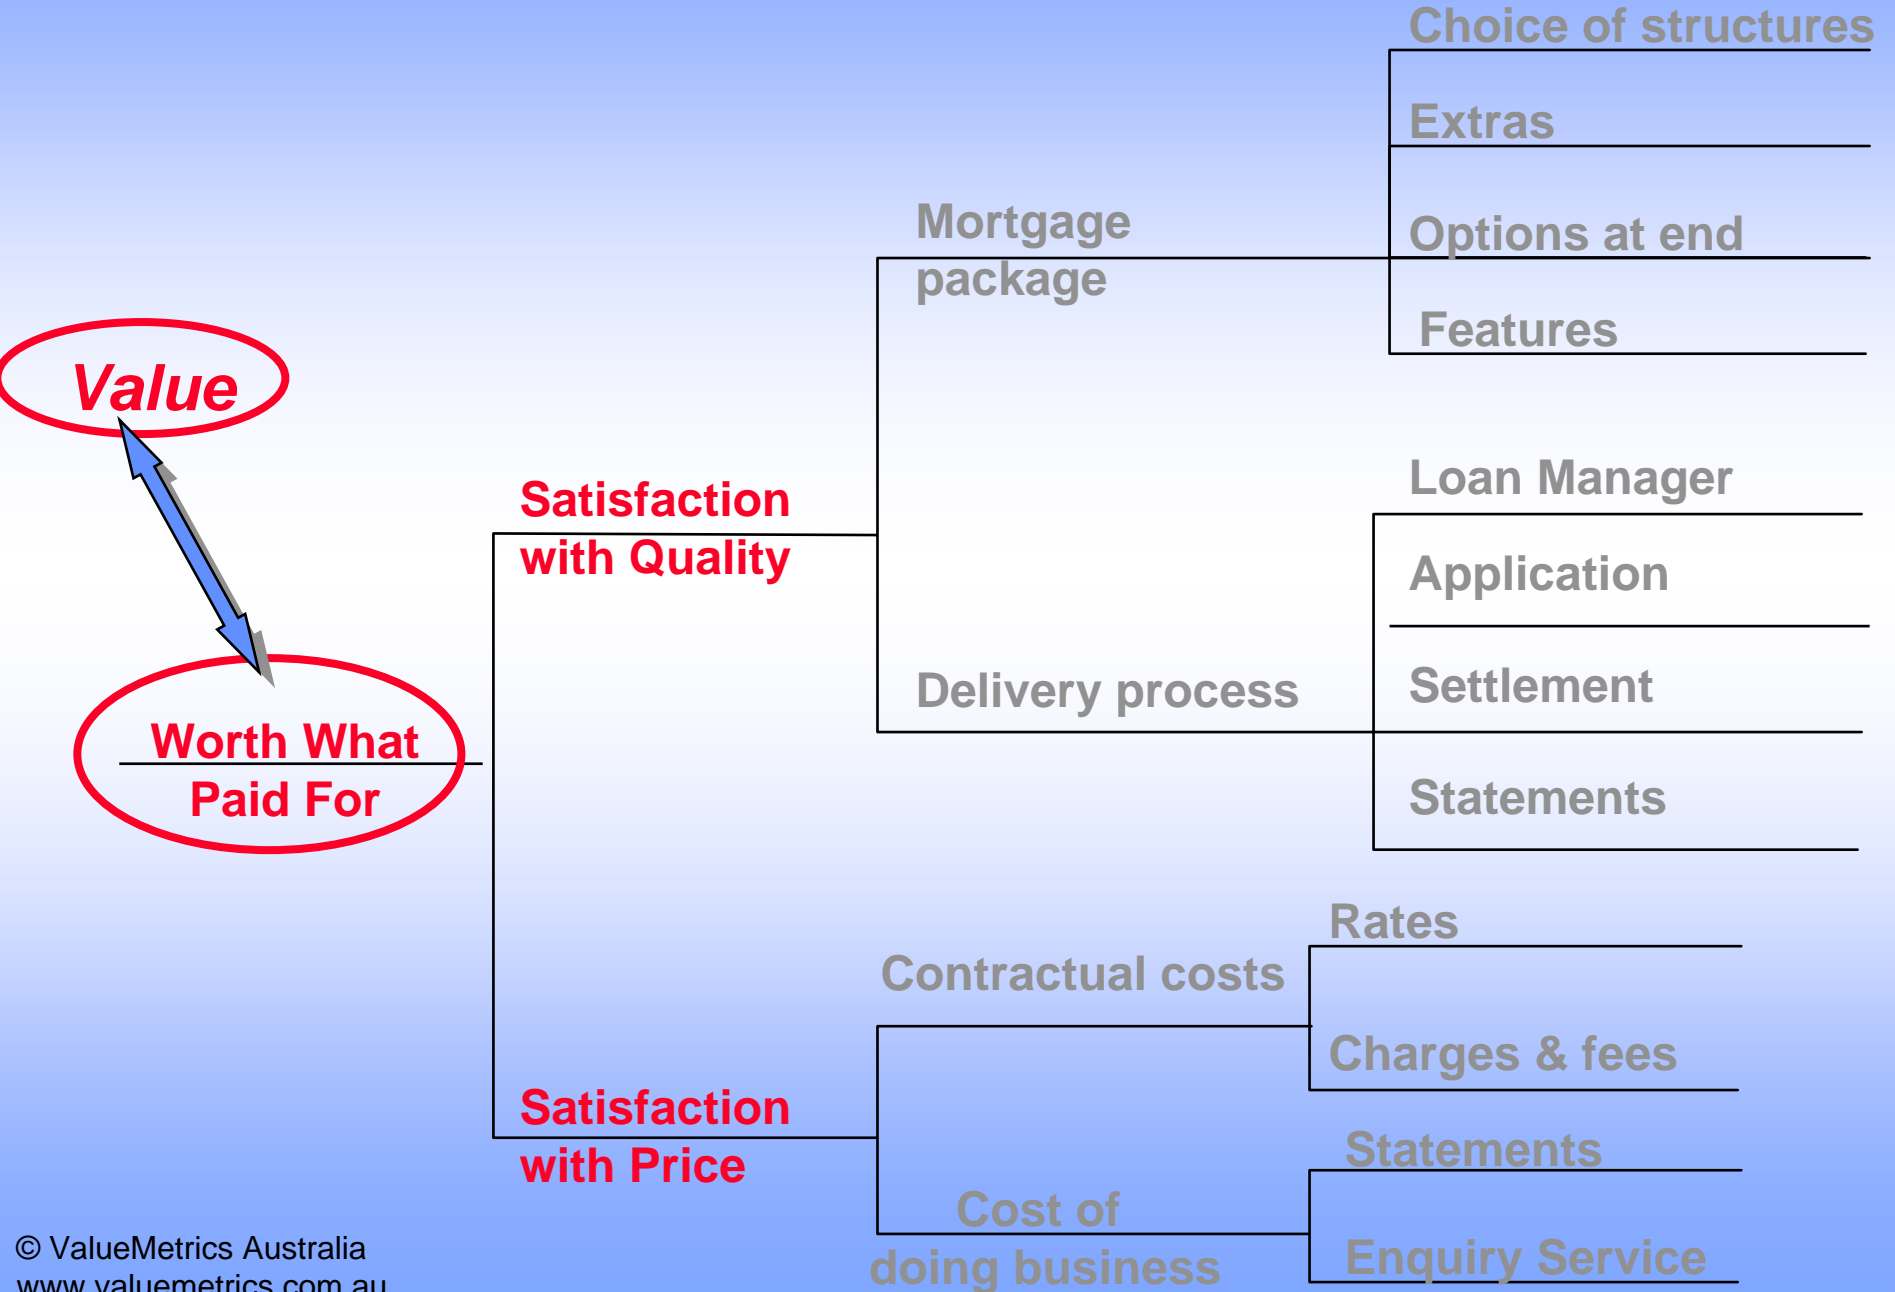 Choice of structures
Extras
Mortgage
package
Options at end
Features
Value
Satisfaction
with Quality
Loan Manager
Application
Delivery process
Settlement
Statements
Worth What
Paid For
Rates
Contractual costs
Charges & fees
Satisfaction
with Price
Statements
Cost of
doing business
Enquiry Service
© ValueMetrics Australia
www.valuemetrics.com.au